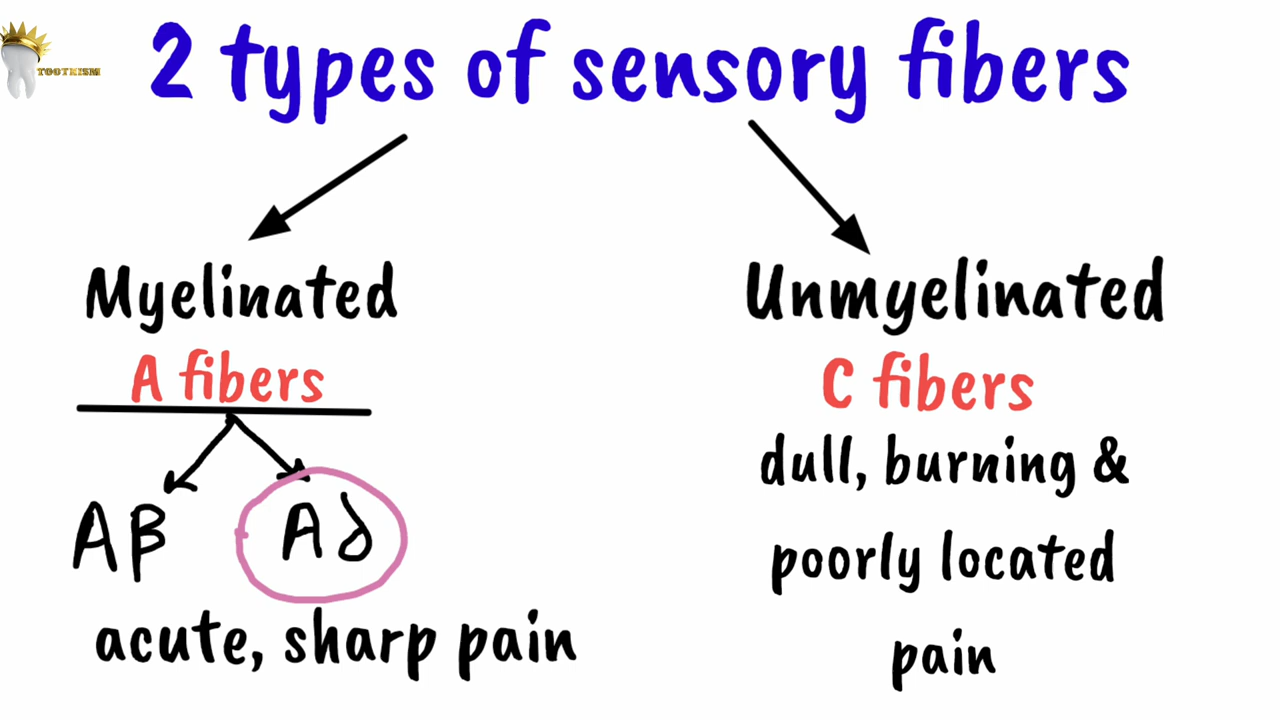 TOOTHISM
2 types of sensory fibers
Myelinated
A fibers
Aβ
Aδ
acute, sharp pain
Unmyelinated
C fibers
dull, burning &
poorly located
pain